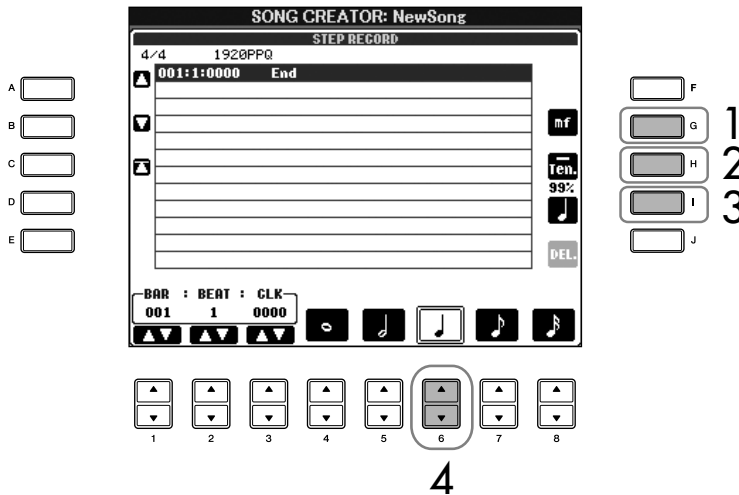 SONG CREATOR: NewSong
STEP RECORD
4/4 1920PPQ
001:1:0000 End
A
B
C
D
E
F
G
H
I
J
1
2
3
mf
Ten.
99%
DEL.
BAR : BEAT : CLK
001 1 0000
1 2 3 4 5 6 7 8
4